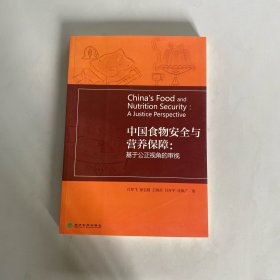 China's Food and
Nutrition Security:
A Justice Perspective
中国食物安全与
营养保障：
基于公正视角的审视